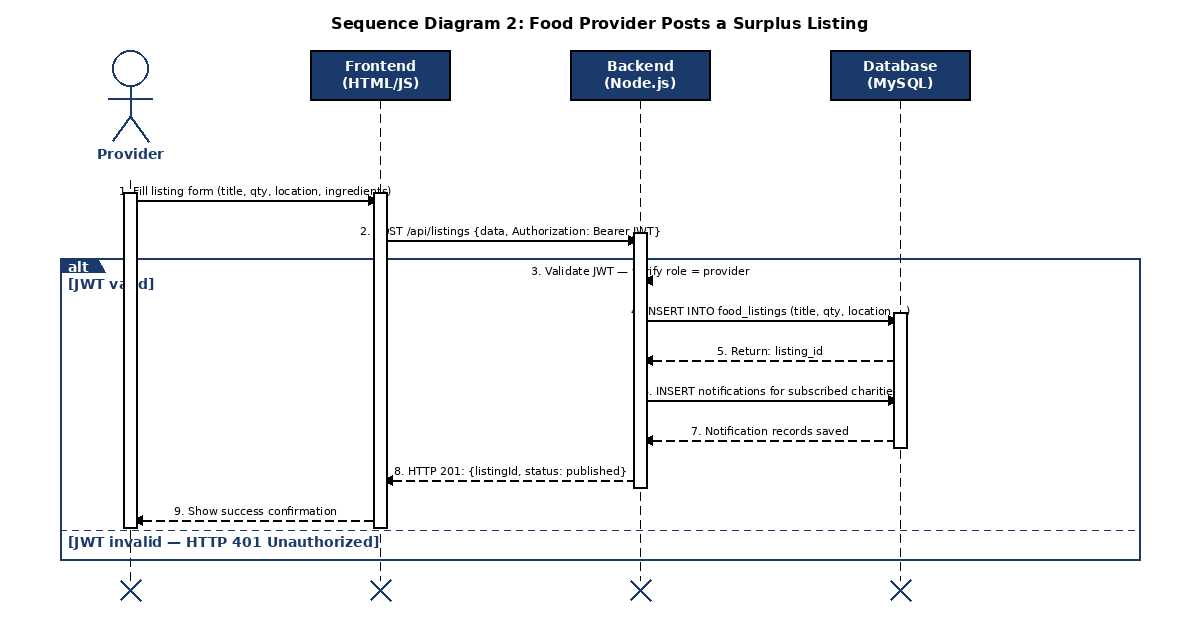 Sequence Diagram 2: Food Provider Posts a Surplus Listing
Frontend
(HTML/JS)
Backend
(Node.js)
Database
(MySQL)
Provider
1. Fill listing form (title, qty, location, ingredients)
2. POST /api/listings {data, Authorization: Bearer JWT}
alt
3. Validate JWT — verify role = provider
[JWT valid]
4. INSERT INTO food_listings (title, qty, location...)
5. Return: listing_id
6. INSERT notifications for subscribed charities
7. Notification records saved
8. HTTP 201: {listingId, status: published}
9. Show success confirmation
[JWT invalid — HTTP 401 Unauthorized]